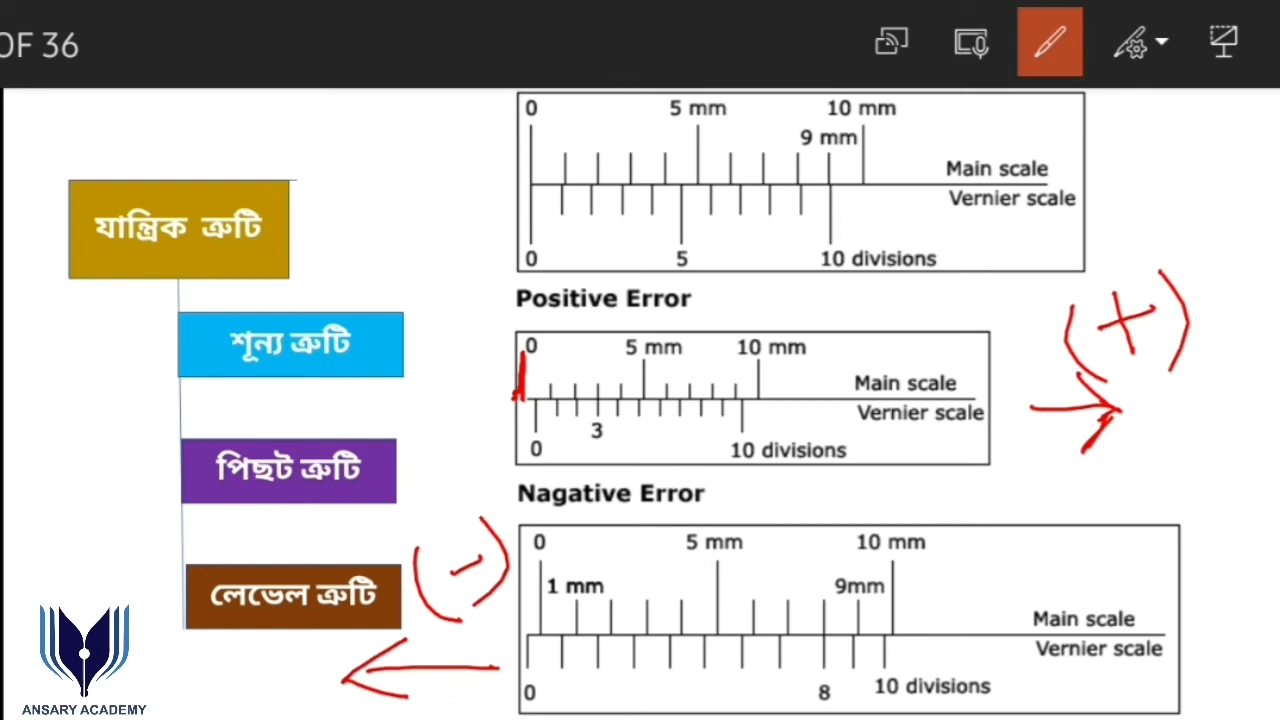 OF 36
যান্ত্রিক ত্রুটি
শূন্য ত্রুটি
পিছট ত্রুটি
লেভেল ত্রুটি
ANSARY ACADEMY
0 5 mm 10 mm
9 mm
Main scale
Vernier scale
0 5 10 divisions
Positive Error
0 5 mm 10 mm
Main scale
Vernier scale
3
0 10 divisions
(+)
Nagative Error
0 5 mm 10 mm
1 mm 9mm
Main scale
Vernier scale
0 8 10 divisions
(-)